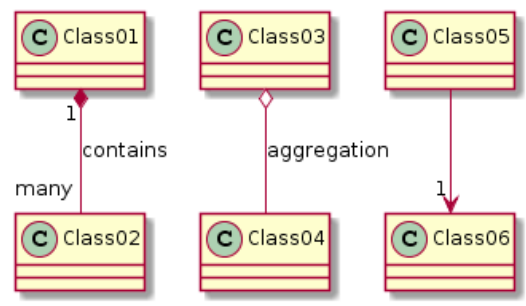 C Class01
C Class03
C Class05
1
contains
aggregation
many
1
C Class02
C Class04
C Class06